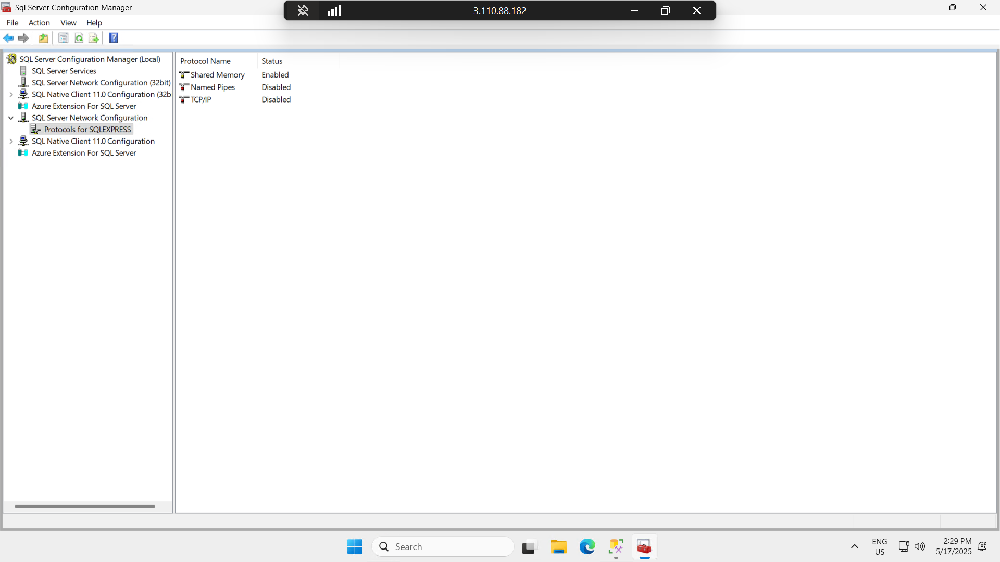 Sql Server Configuration Manager
3.110.88.182
File Action View Help
SQL Server Configuration Manager (Local)
SQL Server Services
SQL Server Network Configuration (32bit)
SQL Native Client 11.0 Configuration (32b
Azure Extension For SQL Server
SQL Server Network Configuration
Protocols for SQLEXPRESS
SQL Native Client 11.0 Configuration
Azure Extension For SQL Server
Protocol Name Status
Shared Memory Enabled
Named Pipes Disabled
TCP/IP Disabled
Search
ENG
US
2:29 PM
5/17/2025